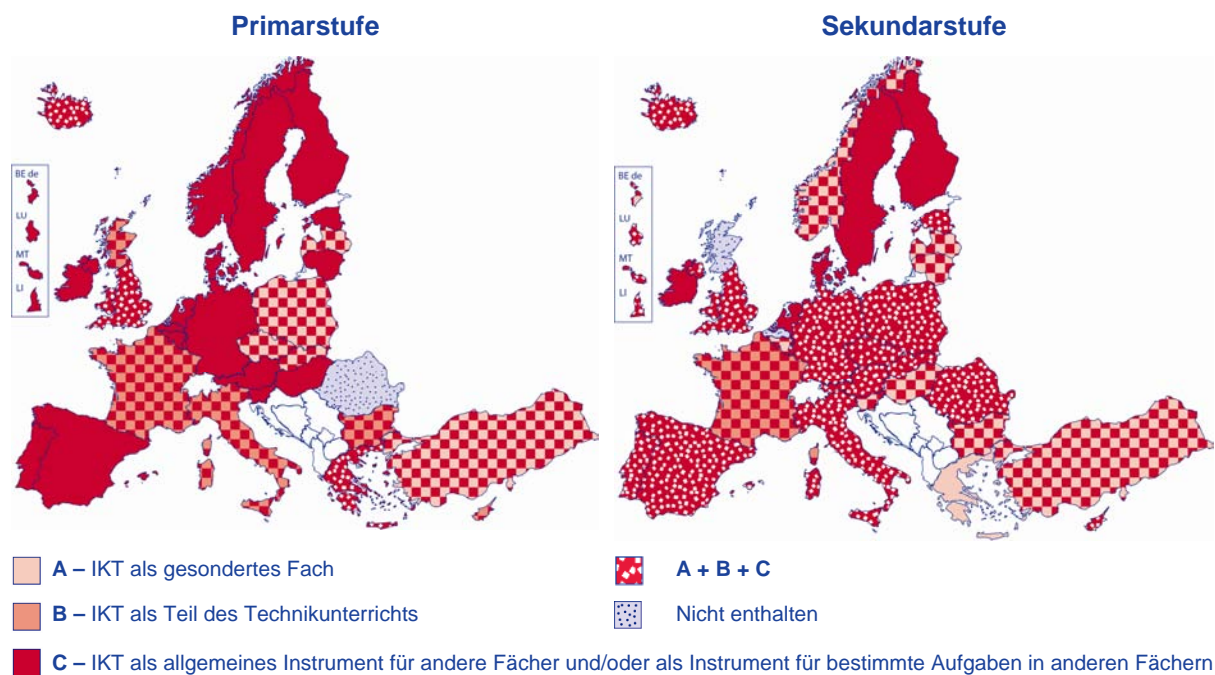 Primarstufe
Sekundarstufe
BE de
LU
MT
LI
BE de
LU
MT
LI
A – IKT als gesondertes Fach
A + B + C
B – IKT als Teil des Technikunterrichts
Nicht enthalten
C – IKT als allgemeines Instrument für andere Fächer und/oder als Instrument für bestimmte Aufgaben in anderen Fächern